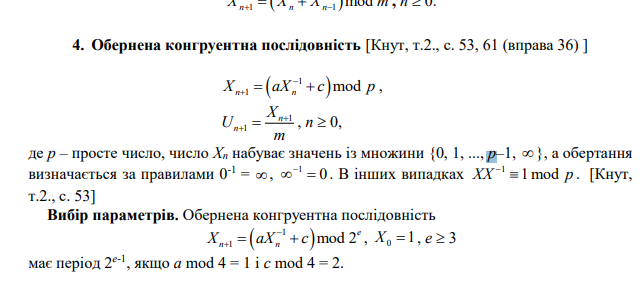 X_{n+1} = (X_n + X_{n−1}) mod m , n ≥ 0.
4. Обернена конгруентна послідовність [Кнут, т.2., с. 53, 61 (вправа 36) ]
X_{n+1} = (aX_n^{−1} + c) mod p ,
U_{n+1} = X_{n+1}/m , n ≥ 0,
де p – просте число, число X_n набуває значень із множини {0, 1, ..., p–1, ∞}, а обертання
визначається за правилами 0^{-1} = ∞, ∞^{−1} = 0. В інших випадках XX^{−1} ≡ 1 mod p. [Кнут,
т.2., с. 53]
Вибір параметрів. Обернена конгруентна послідовність
X_{n+1} = (aX_n^{−1} + c) mod 2^e , X_0 = 1 , e ≥ 3
має період 2^{e-1}, якщо a mod 4 = 1 і c mod 4 = 2.